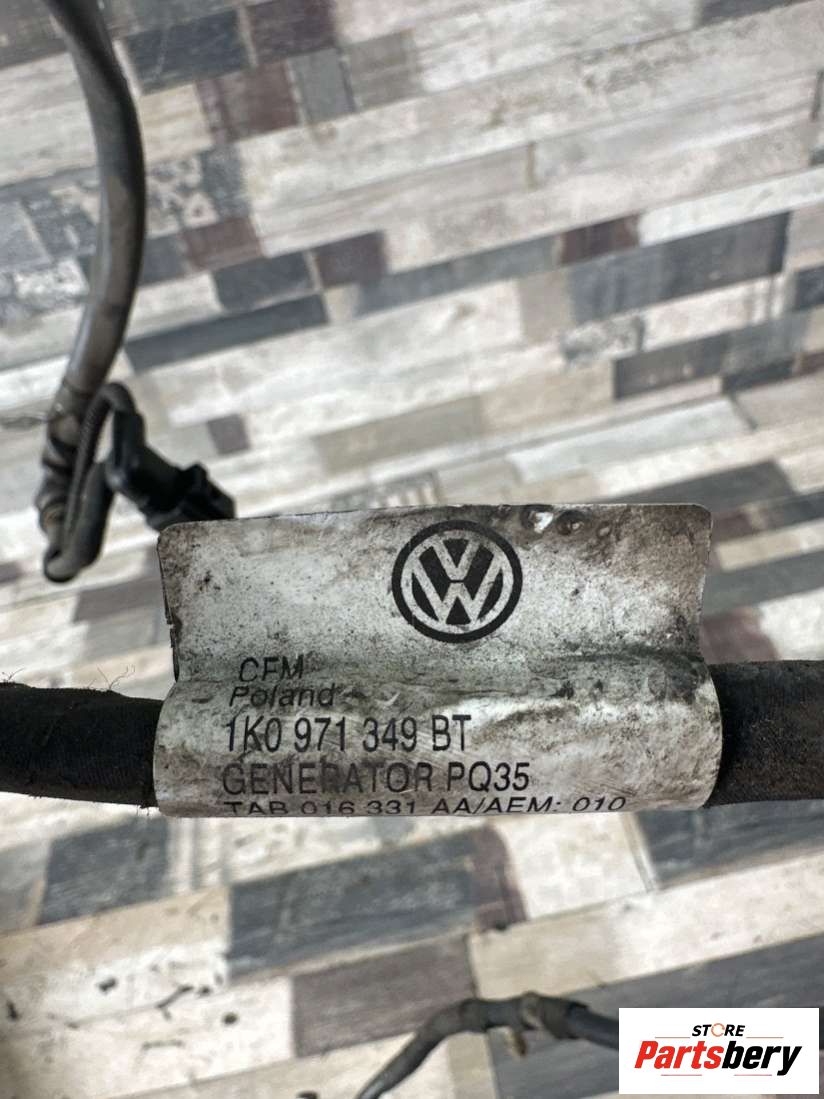 CFM
Poland
1K0 971 349 BT
GENERATOR PQ35
TAB 016 331 AA/AEM: 010
STORE
Partsbery